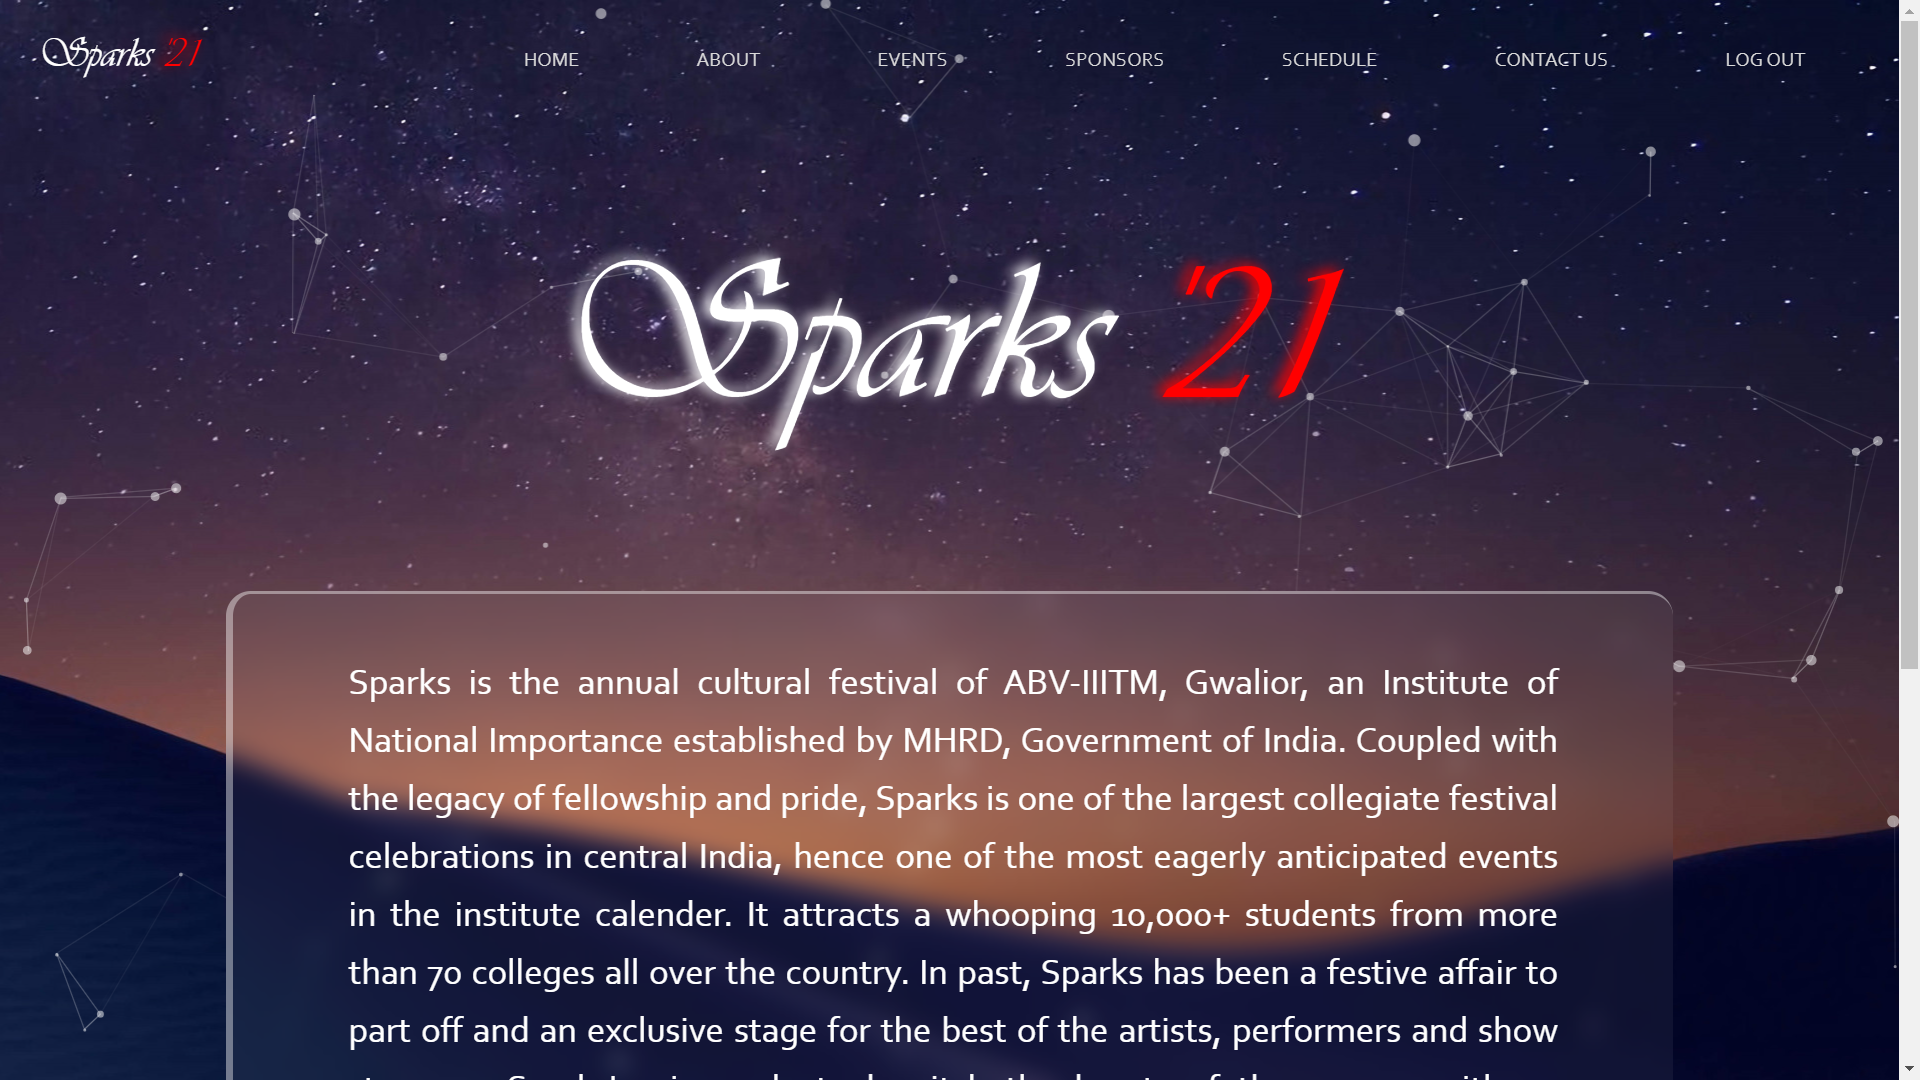 Sparks '21
HOME
ABOUT
EVENTS
SPONSORS
SCHEDULE
CONTACT US
LOG OUT
Sparks '21
Sparks is the annual cultural festival of ABV-IIITM, Gwalior, an Institute of
National Importance established by MHRD, Government of India. Coupled with
the legacy of fellowship and pride, Sparks is one of the largest collegiate festival
celebrations in central India, hence one of the most eagerly anticipated events
in the institute calender. It attracts a whooping 10,000+ students from more
than 70 colleges all over the country. In past, Sparks has been a festive affair to
part off and an exclusive stage for the best of the artists, performers and show